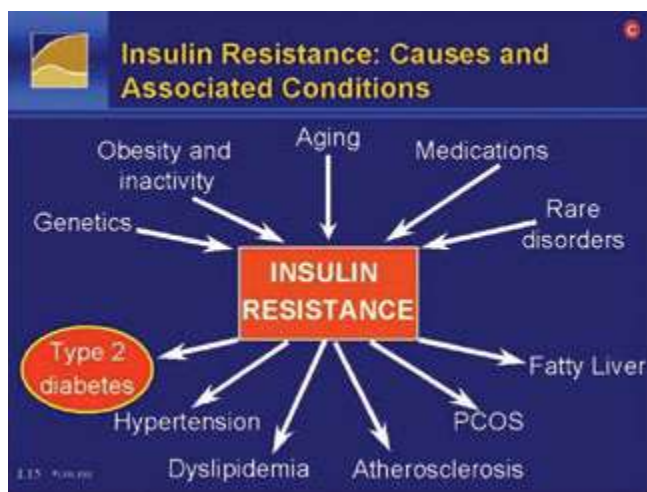 Insulin Resistance: Causes and
Associated Conditions
C
Aging
Obesity and
inactivity
Medications
Genetics
Rare
disorders
INSULIN
RESISTANCE
Type 2
diabetes
Fatty Liver
Hypertension
PCOS
Dyslipidemia
Atherosclerosis